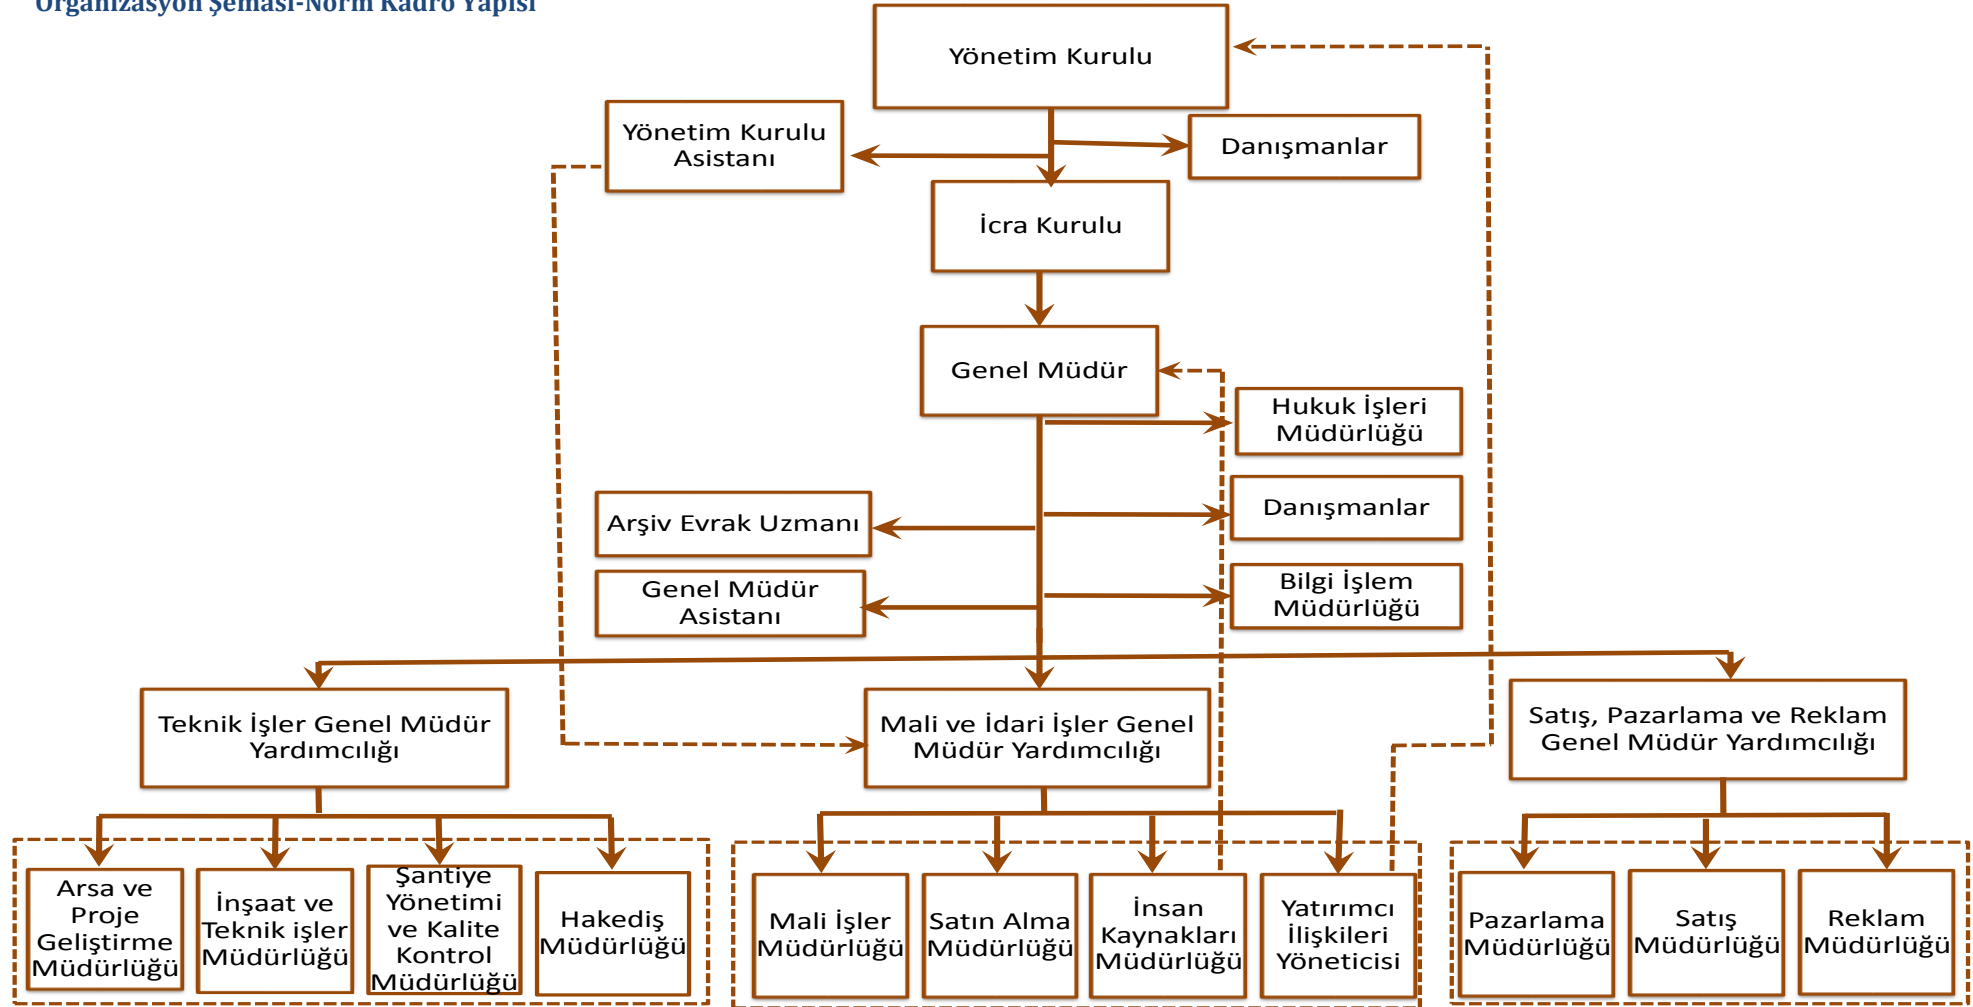 Organizasyon Şeması-Norm Kadro Yapısı
Yönetim Kurulu
Yönetim Kurulu
Asistanı
Danışmanlar
İcra Kurulu
Genel Müdür
Hukuk İşleri
Müdürlüğü
Arşiv Evrak Uzmanı
Danışmanlar
Genel Müdür
Asistanı
Bilgi İşlem
Müdürlüğü
Teknik İşler Genel Müdür
Yardımcılığı
Mali ve İdari İşler Genel
Müdür Yardımcılığı
Satış, Pazarlama ve Reklam
Genel Müdür Yardımcılığı
Arsa ve
Proje
Geliştirme
Müdürlüğü
İnşaat ve
Teknik işler
Müdürlüğü
Şantiye
Yönetimi
ve Kalite
Kontrol
Müdürlüğü
Hakediş
Müdürlüğü
Mali İşler
Müdürlüğü
Satın Alma
Müdürlüğü
İnsan
Kaynakları
Müdürlüğü
Yatırımcı
İlişkileri
Yöneticisi
Pazarlama
Müdürlüğü
Satış
Müdürlüğü
Reklam
Müdürlüğü